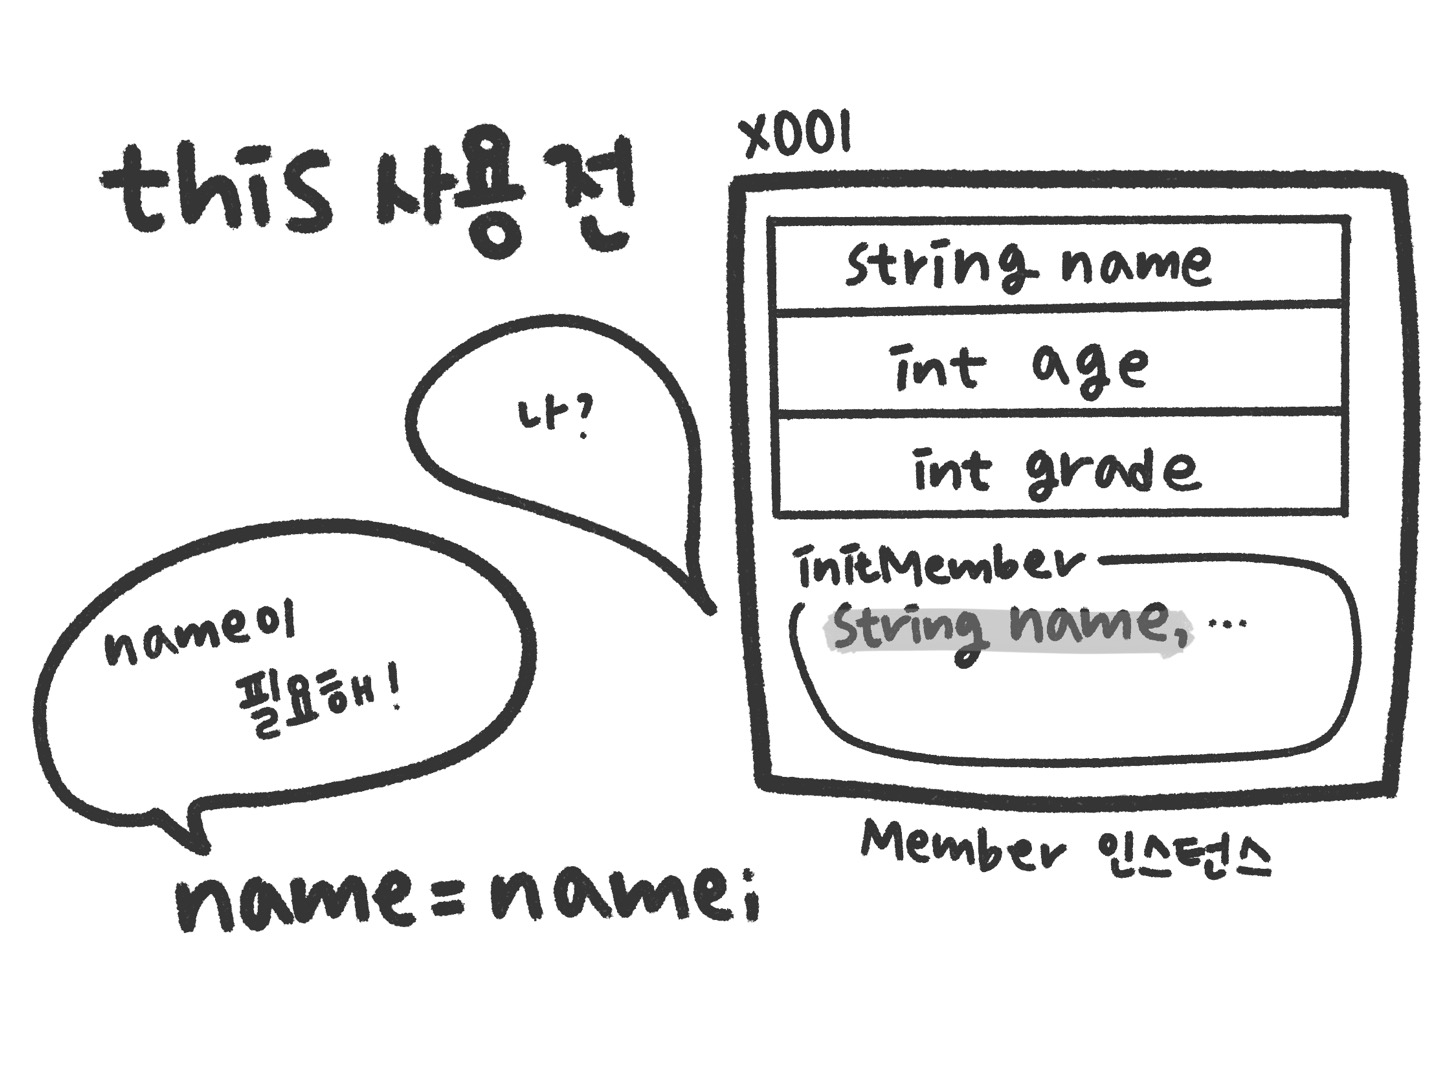 this 사용 전
x001
string name
int age
int grade
나?
initMember
string name, ...
name이
필요해!
Member 인스턴스
name = name;